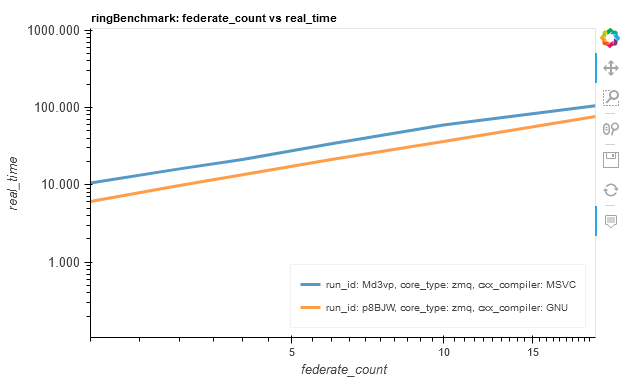 ringBenchmark: federate_count vs real_time
1000.000
100.000
10.000
1.000
real_time
run_id: Md3vp, core_type: zmq, cxx_compiler: MSVC
run_id: p8BJW, core_type: zmq, cxx_compiler: GNU
5
10
15
federate_count